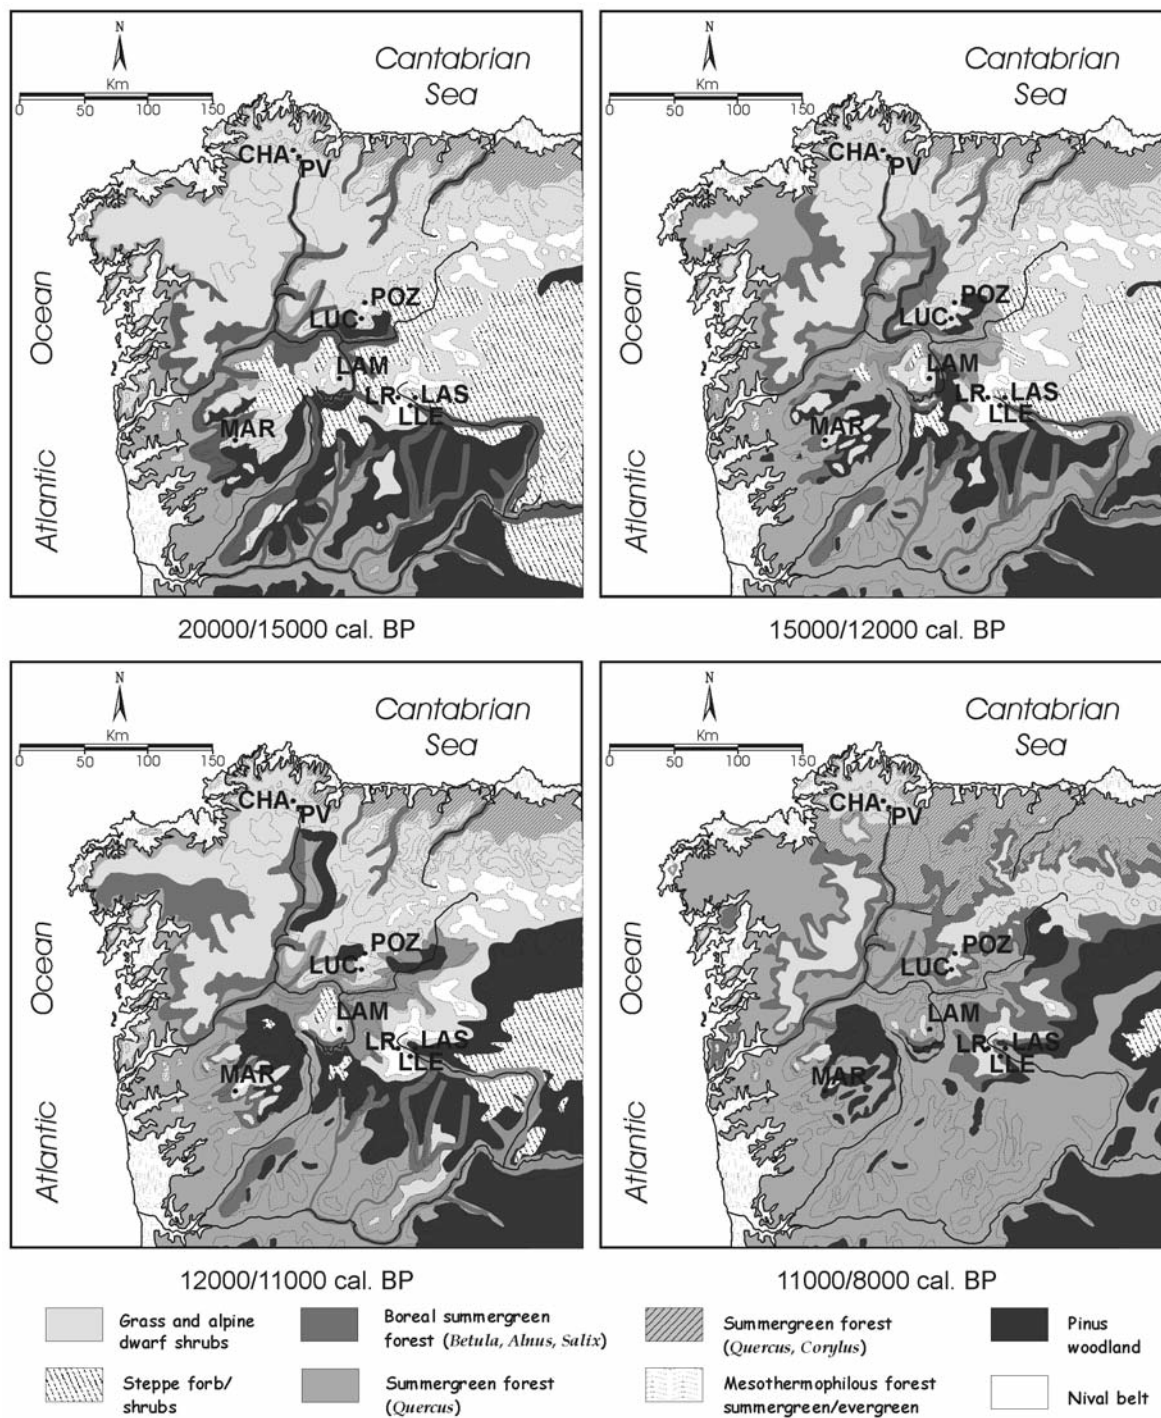 N
Km
0 50 100 150
Cantabrian
Sea
CHA
PV
Ocean
POZ
LUC
LAM
LR
LAS
LLE
MAR
Atlantic
20000/15000 cal. BP
N
Km
0 50 100 150
Cantabrian
Sea
CHA
PV
Ocean
POZ
LUC
LAM
LR
LAS
LLE
MAR
Atlantic
15000/12000 cal. BP
N
Km
0 50 100 150
Cantabrian
Sea
CHA
PV
Ocean
POZ
LUC
LAM
LR
LAS
LLE
MAR
Atlantic
12000/11000 cal. BP
N
Km
0 50 100 150
Cantabrian
Sea
CHA
PV
Ocean
POZ
LUC
LAM
LR
LAS
LLE
MAR
Atlantic
11000/8000 cal. BP
Grass and alpine
dwarf shrubs
Boreal summergreen
forest (Betula, Alnus, Salix)
Summergreen forest
(Quercus, Corylus)
Pinus
woodland
Steppe forb/
shrubs
Summergreen forest
(Quercus)
Mesothermophilous forest
summergreen/evergreen
Nival belt